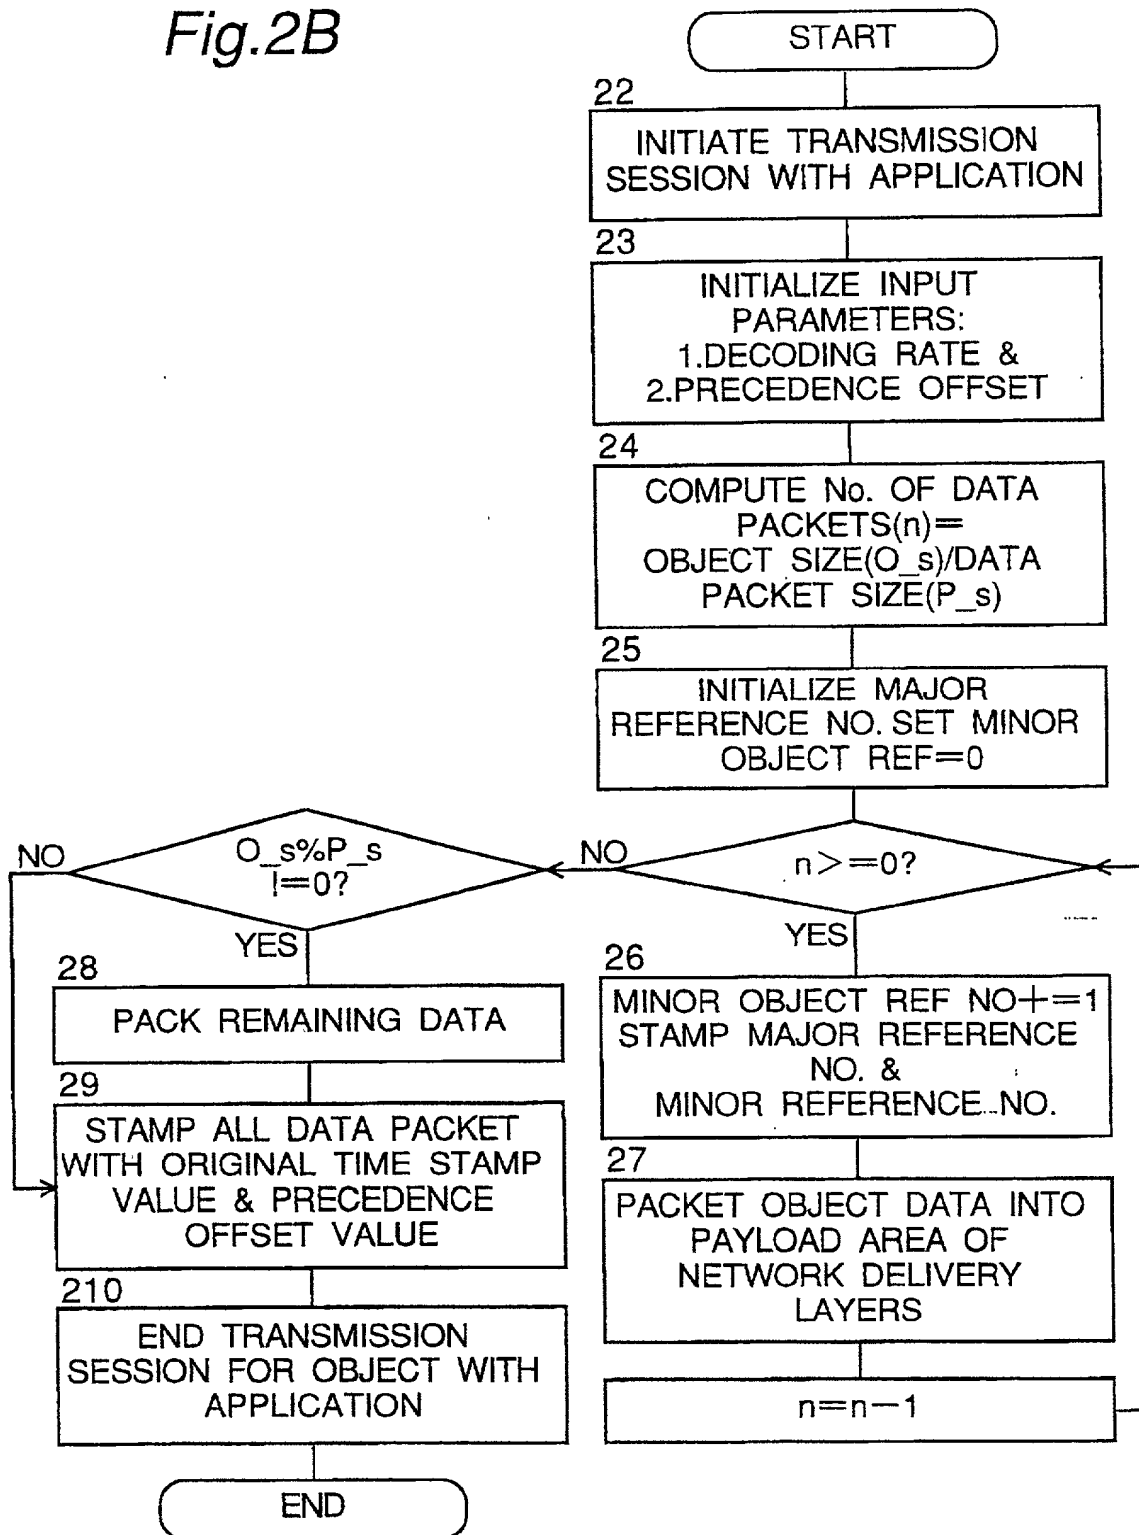 Fig.2B
START
22
INITIATE TRANSMISSION
SESSION WITH APPLICATION
23
INITIALIZE INPUT
PARAMETERS:
1.DECODING RATE &
2.PRECEDENCE OFFSET
24
COMPUTE No. OF DATA
PACKETS(n)=
OBJECT SIZE(O_s)/DATA
PACKET SIZE(P_s)
25
INITIALIZE MAJOR
REFERENCE NO. SET MINOR
OBJECT REF=0
n>=0?
NO
YES
26
MINOR OBJECT REF NO+=1
STAMP MAJOR REFERENCE
NO. &
MINOR REFERENCE NO.
27
PACKET OBJECT DATA INTO
PAYLOAD AREA OF
NETWORK DELIVERY
LAYERS
n=n-1
O_s%P_s
!=0?
NO
YES
28
PACK REMAINING DATA
29
STAMP ALL DATA PACKET
WITH ORIGINAL TIME STAMP
VALUE & PRECEDENCE
OFFSET VALUE
210
END TRANSMISSION
SESSION FOR OBJECT WITH
APPLICATION
END